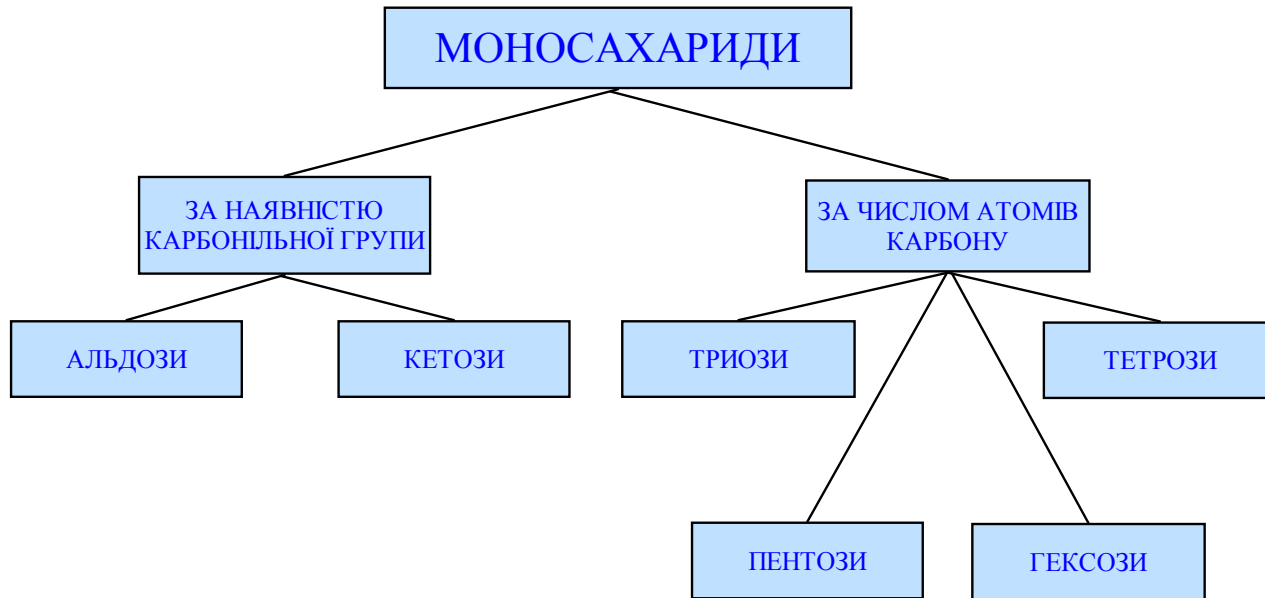 МОНОСАХАРИДИ
ЗА НАЯВНІСТЮ
КАРБОНІЛЬНОЇ ГРУПИ
ЗА ЧИСЛОМ АТОМІВ
КАРБОНУ
АЛЬДОЗИ
КЕТОЗИ
ТРИОЗИ
ТЕТРОЗИ
ПЕНТОЗИ
ГЕКСОЗИ